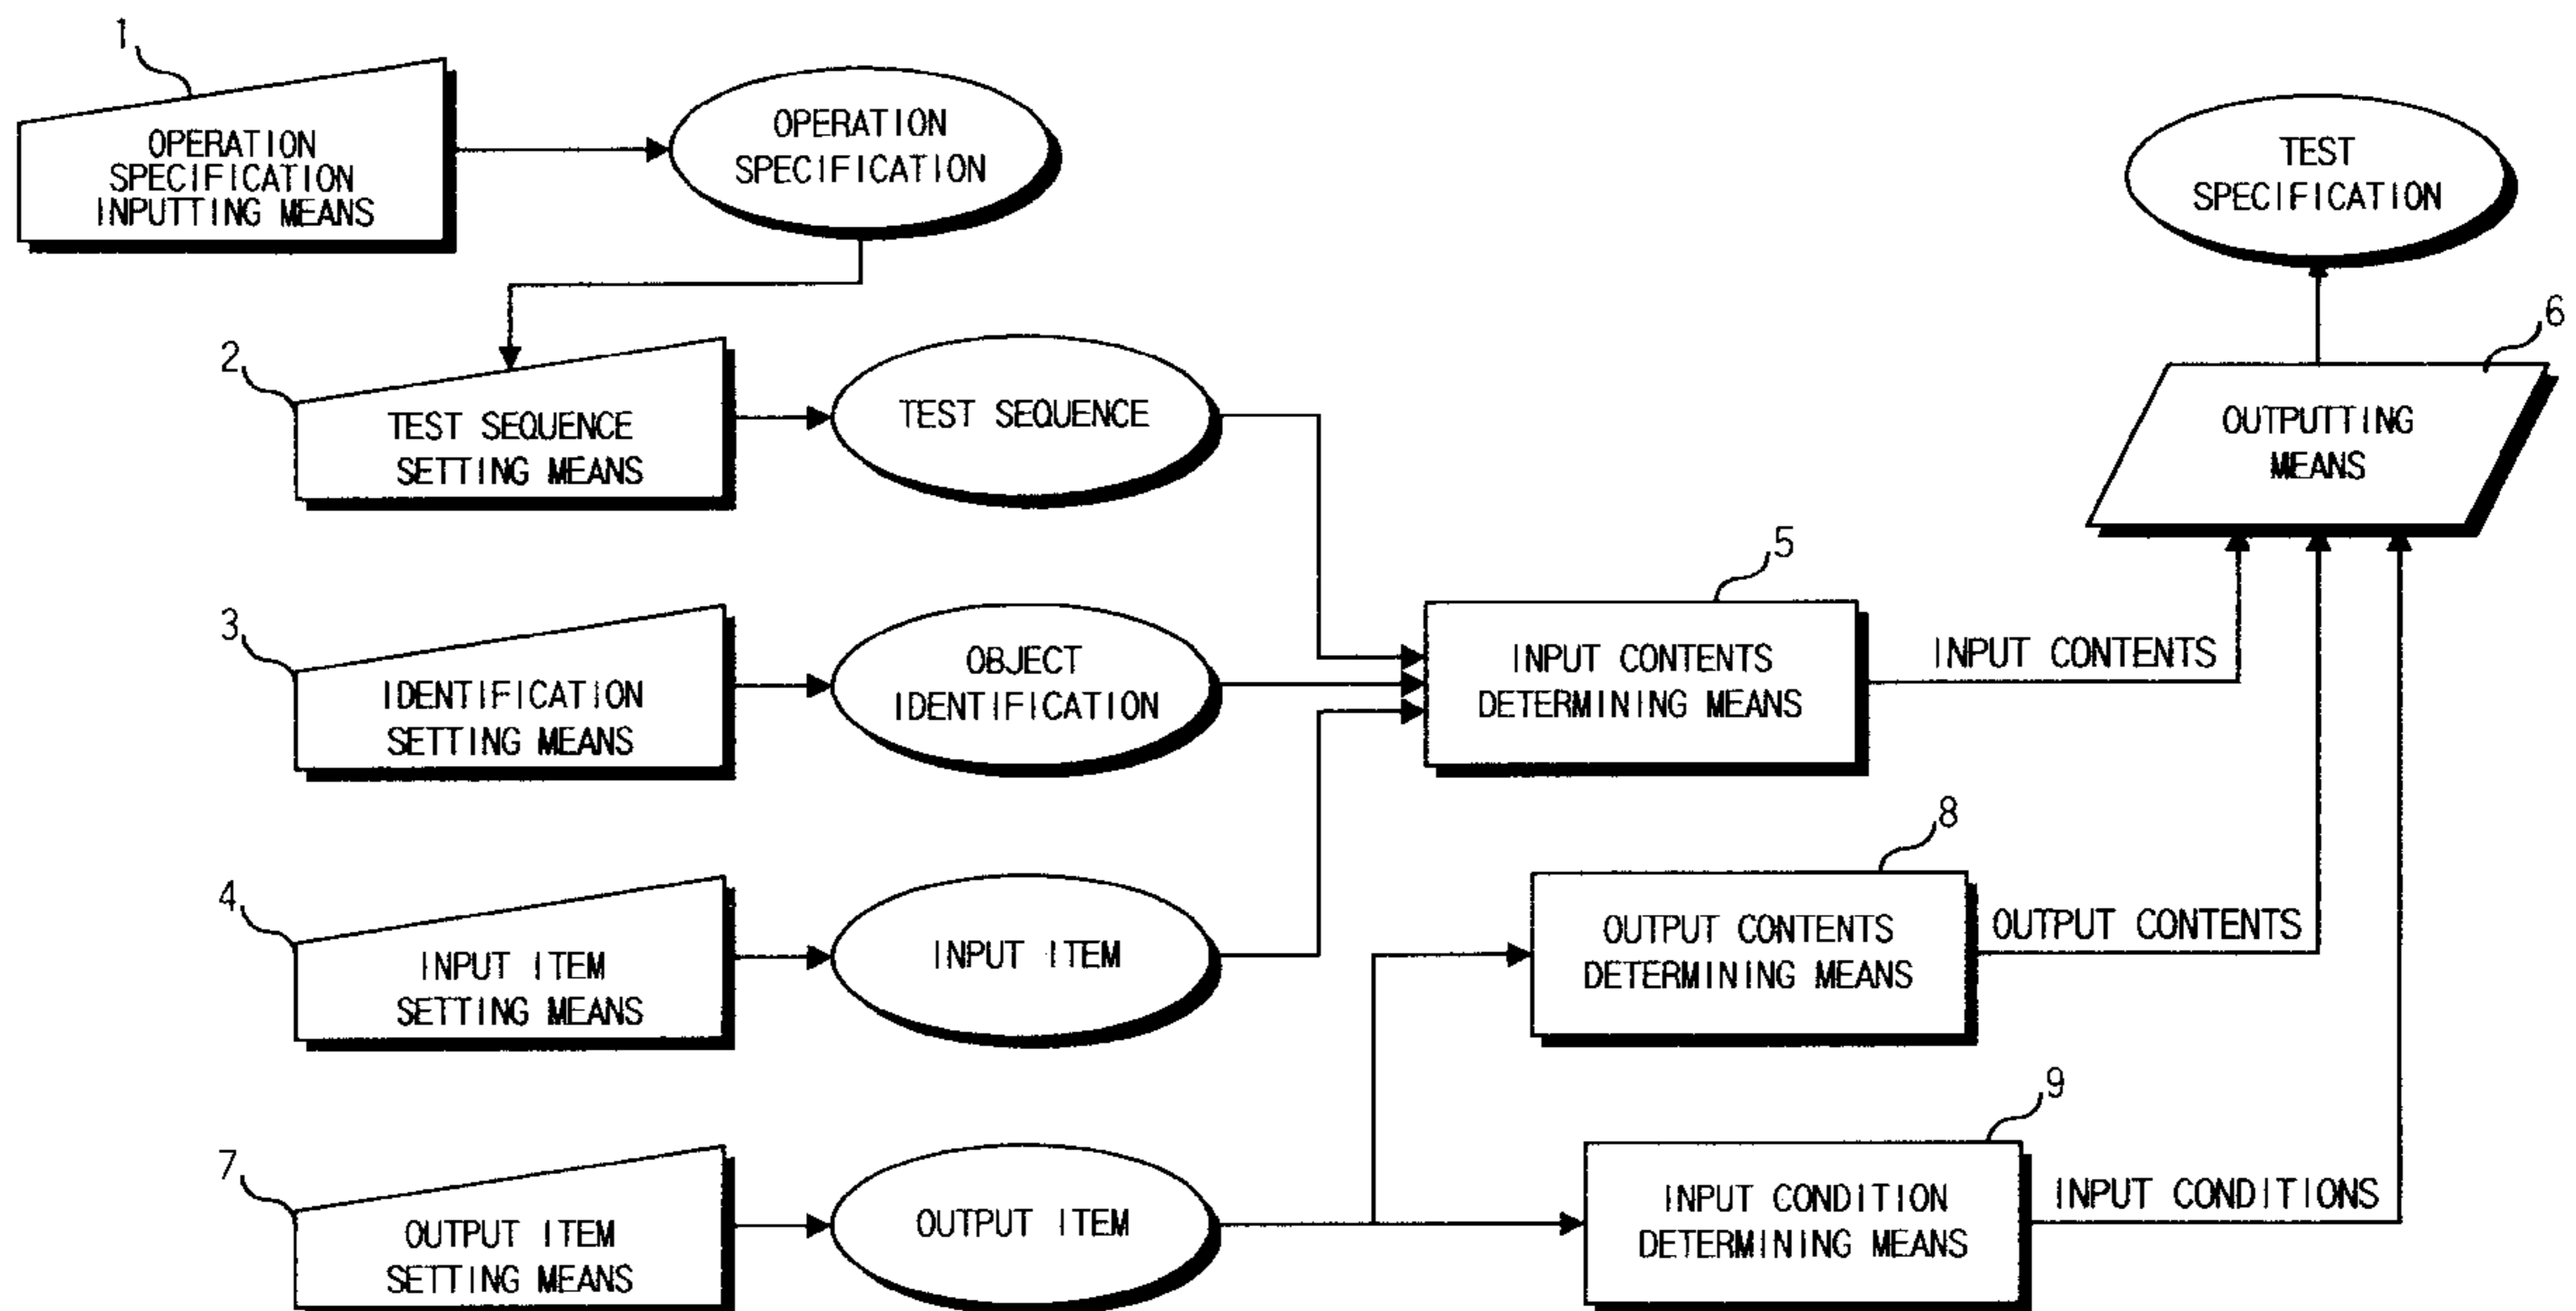 1
OPERATION
SPECIFICATION
INPUTTING MEANS
OPERATION
SPECIFICATION
TEST
SPECIFICATION
6
OUTPUTTING
MEANS
2
TEST SEQUENCE
SETTING MEANS
TEST SEQUENCE
3
IDENTIFICATION
SETTING MEANS
OBJECT
IDENTIFICATION
5
INPUT CONTENTS
DETERMINING MEANS
INPUT CONTENTS
4
INPUT ITEM
SETTING MEANS
INPUT ITEM
8
OUTPUT CONTENTS
DETERMINING MEANS
OUTPUT CONTENTS
7
OUTPUT ITEM
SETTING MEANS
OUTPUT ITEM
9
INPUT CONDITION
DETERMINING MEANS
INPUT CONDITIONS